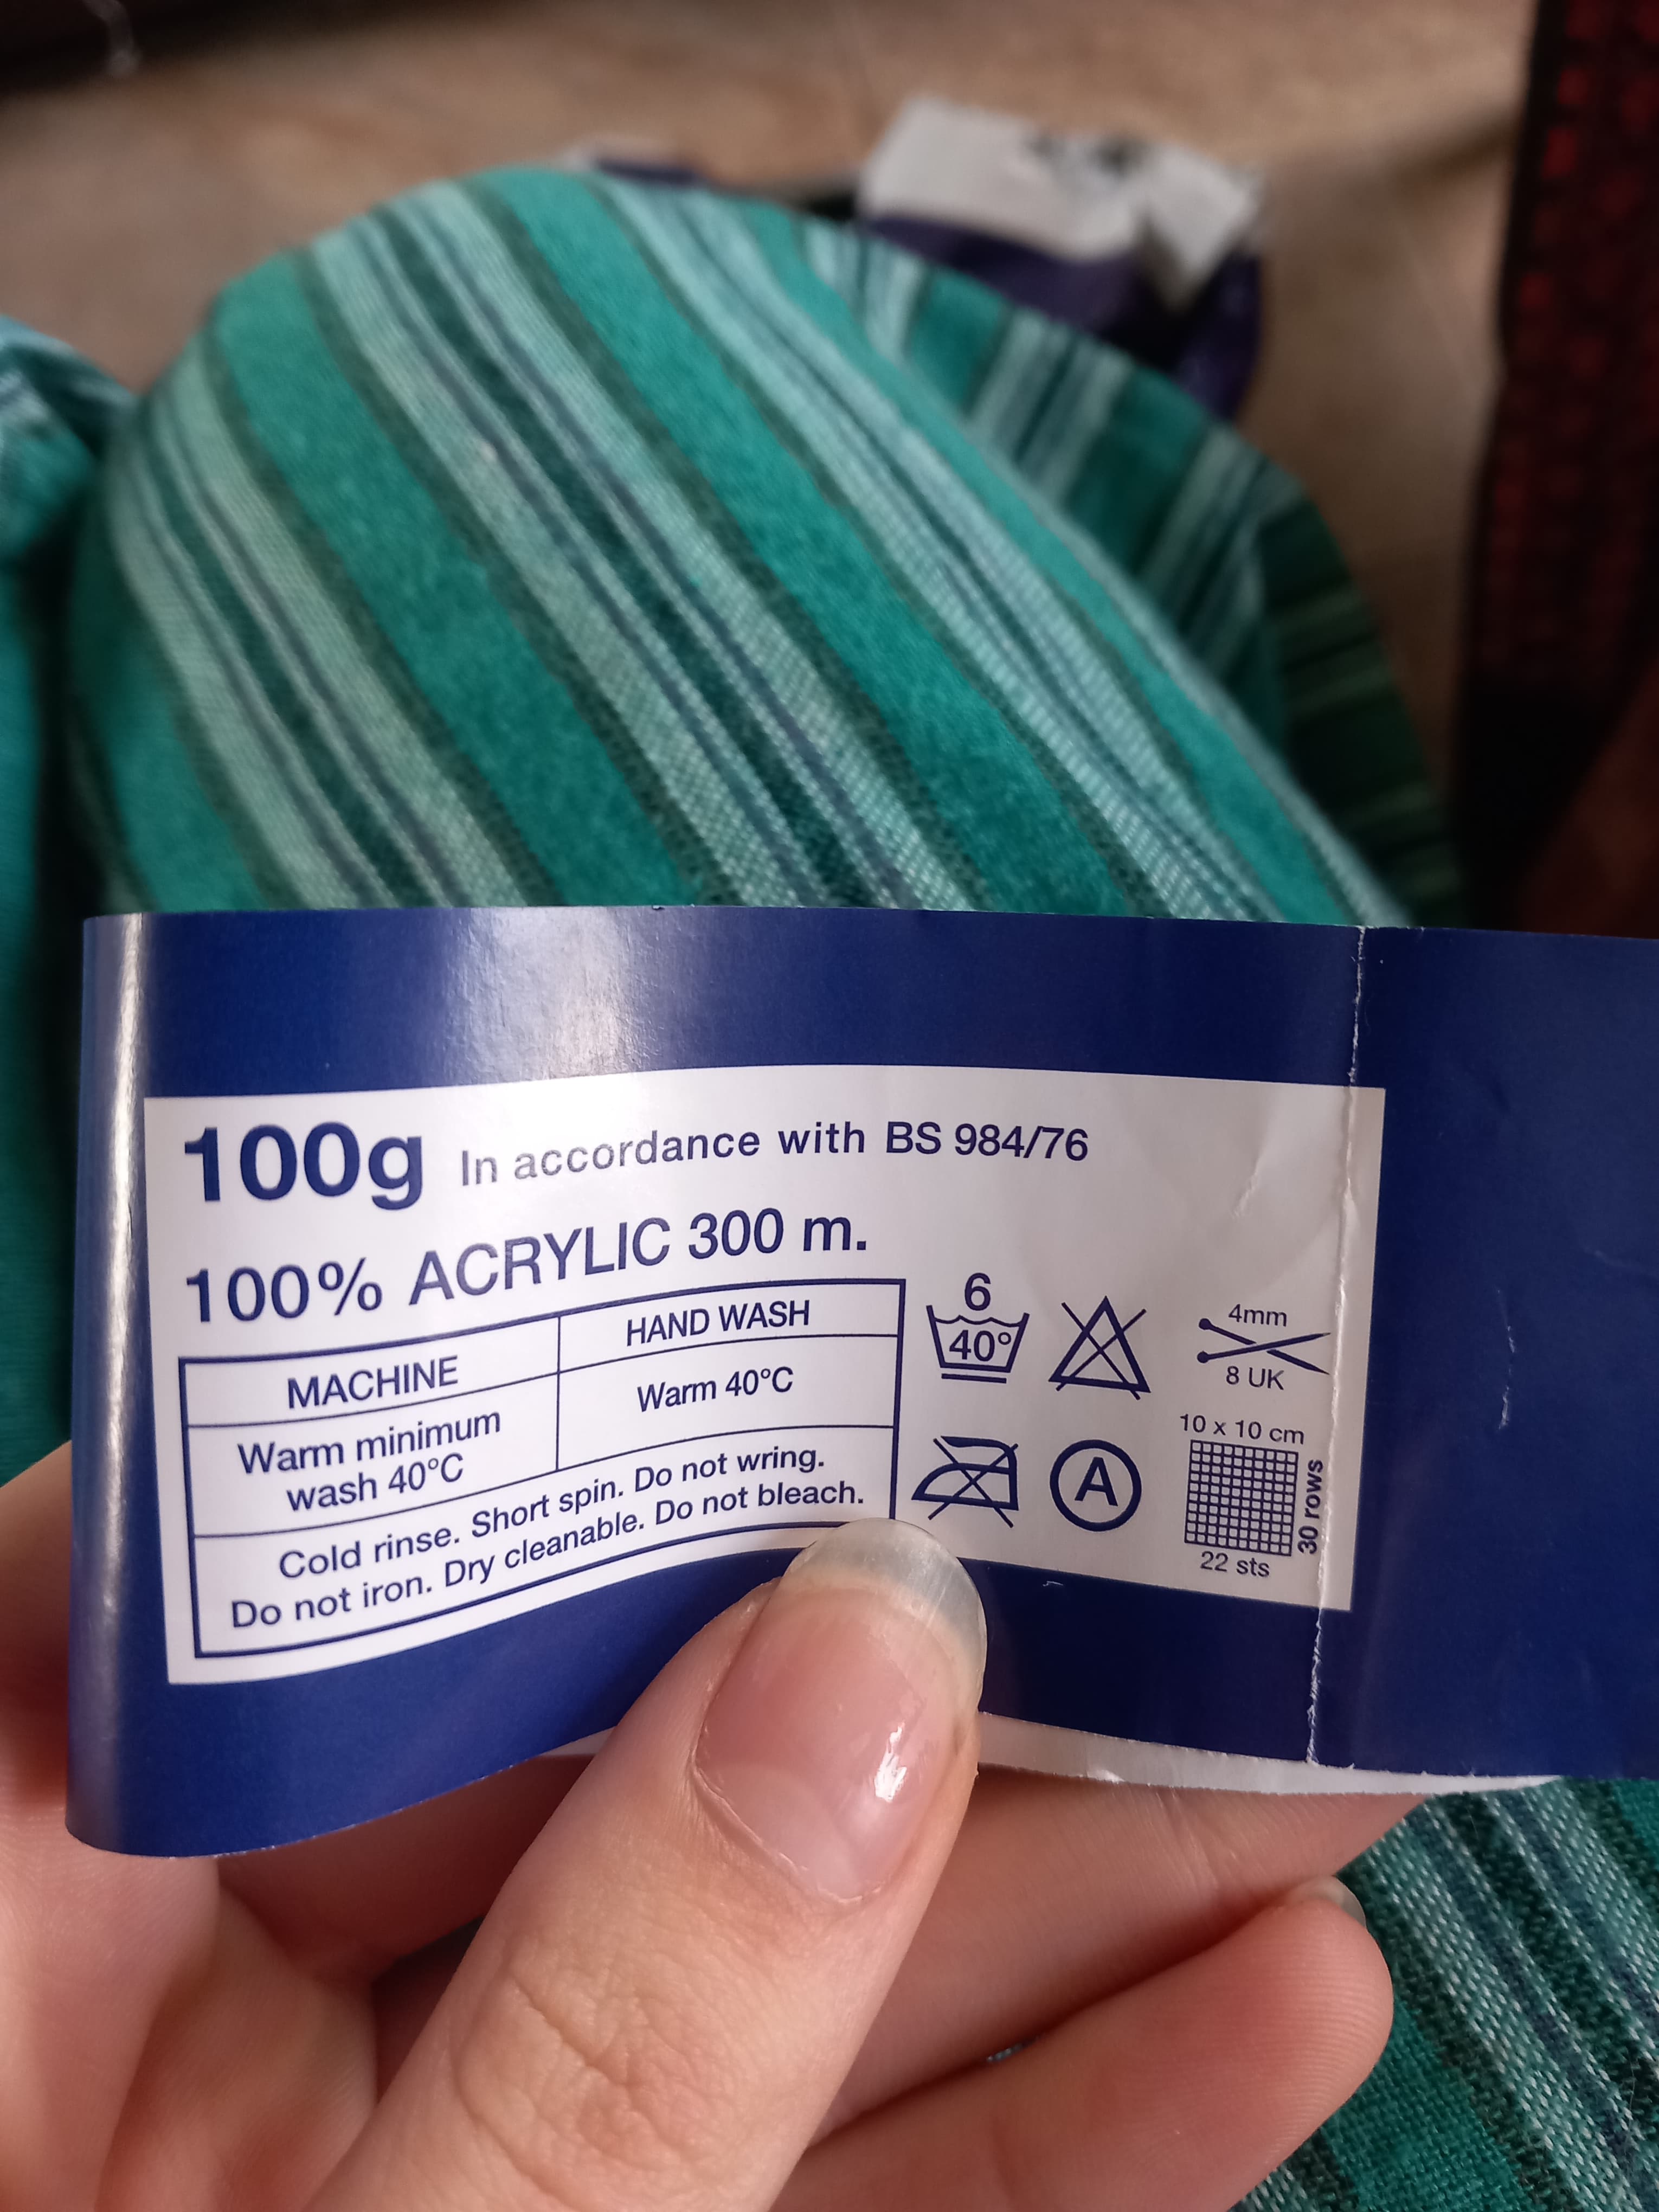 100g In accordance with BS 984/76
100% ACRYLIC 300 m.
MACHINE
HAND WASH
Warm minimum
wash 40°C
Warm 40°C
Cold rinse. Short spin. Do not wring.
Do not iron. Dry cleanable. Do not bleach.
6
40°
A
4mm
8 UK
10 x 10 cm
30 rows
22 sts